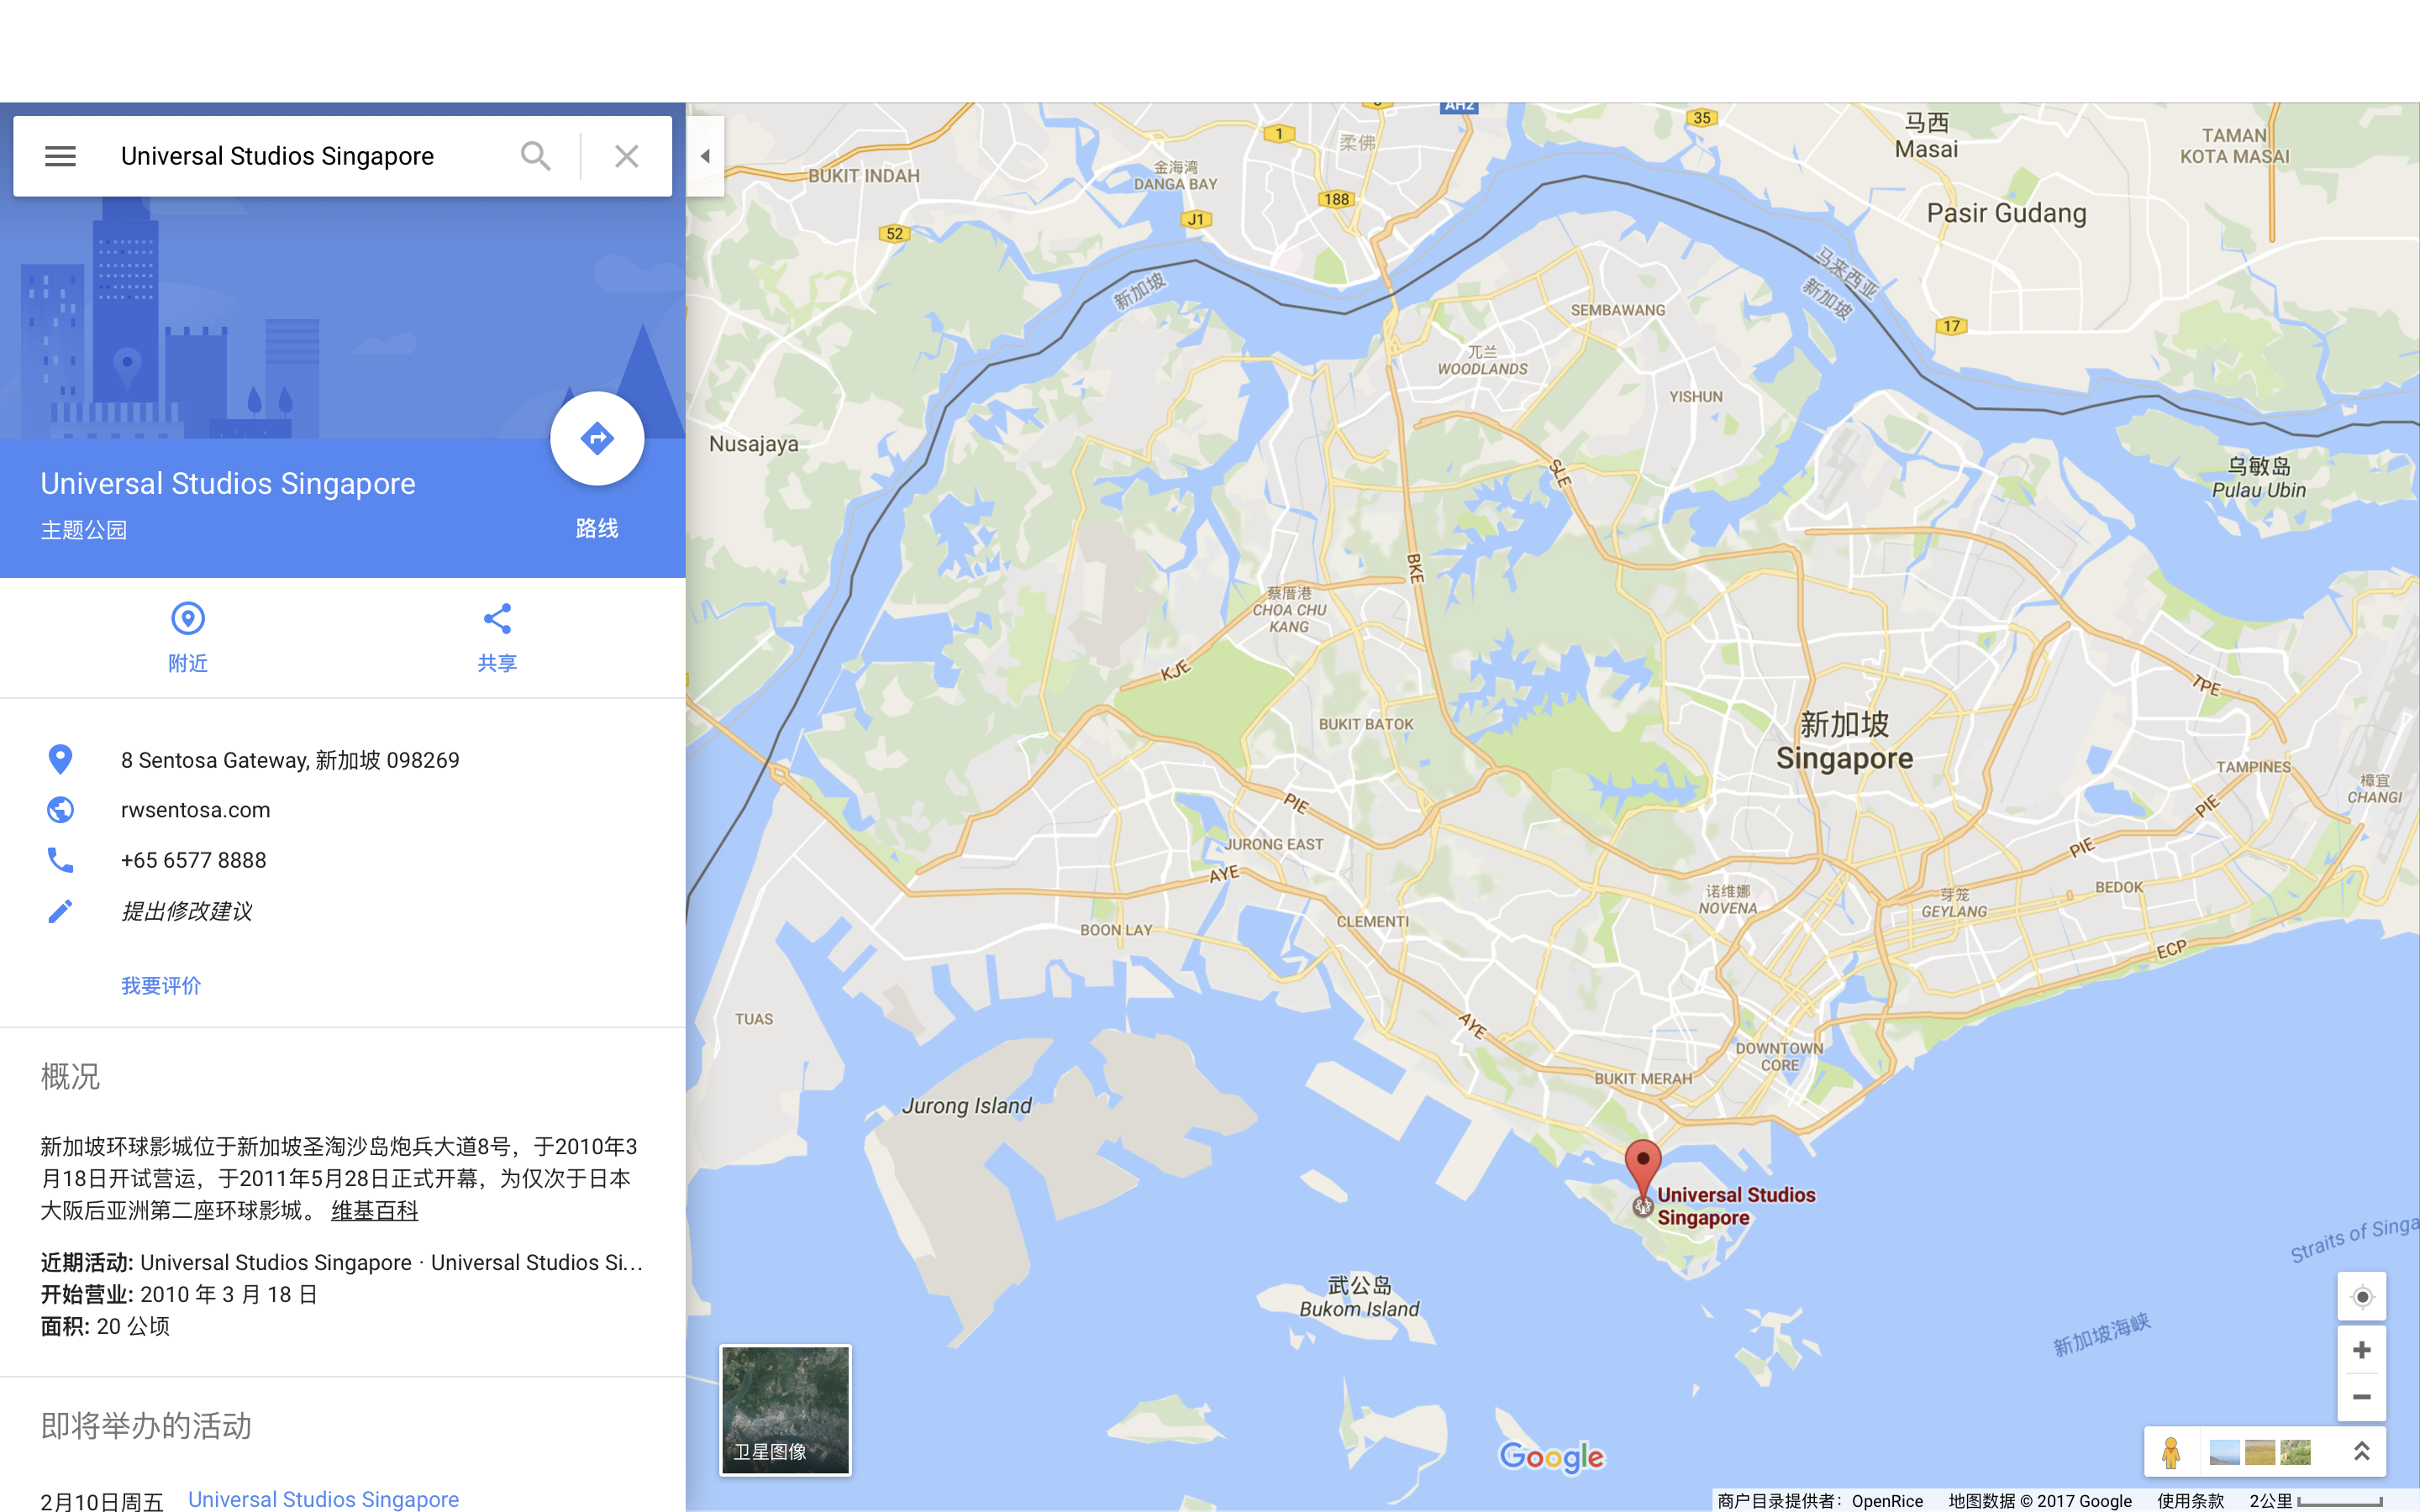 Universal Studios Singapore
Universal Studios Singapore
主题公园
路线
附近
共享
8 Sentosa Gateway, 新加坡 098269
rwsentosa.com
+65 6577 8888
提出修改建议
我要评价
概况
新加坡环球影城位于新加坡圣淘沙岛炮兵大道8号，于2010年3
月18日开试营运，于2011年5月28日正式开幕，为仅次于日本
大阪后亚洲第二座环球影城。 维基百科
近期活动: Universal Studios Singapore · Universal Studios Si...
开始营业: 2010 年 3 月 18 日
面积: 20 公顷
即将举办的活动
2月10日周五 Universal Studios Singapore
AH2
1
35
柔佛
马西
Masai
TAMAN
KOTA MASAI
BUKIT INDAH
金海湾
DANGA BAY
188
J1
52
Pasir Gudang
新加坡
马来西亚
新加坡
17
SEMBAWANG
兀兰
WOODLANDS
YISHUN
Nusajaya
SLE
乌敏岛
Pulau Ubin
BKE
蔡厝港
CHOA CHU
KANG
KJE
TPE
BUKIT BATOK
新加坡
Singapore
TAMPINES
樟宜
CHANGI
PIE
PIE
PIE
JURONG EAST
AYE
诺维娜
NOVENA
芽笼
GEYLANG
BEDOK
CLEMENTI
BOON LAY
ECP
TUAS
AYE
DOWNTOWN
CORE
BUKIT MERAH
Jurong Island
Universal Studios
Singapore
Straits of Singa
武公岛
Bukom Island
新加坡海峡
卫星图像
Google
商户目录提供者：OpenRice 地图数据 © 2017 Google 使用条款 2公里